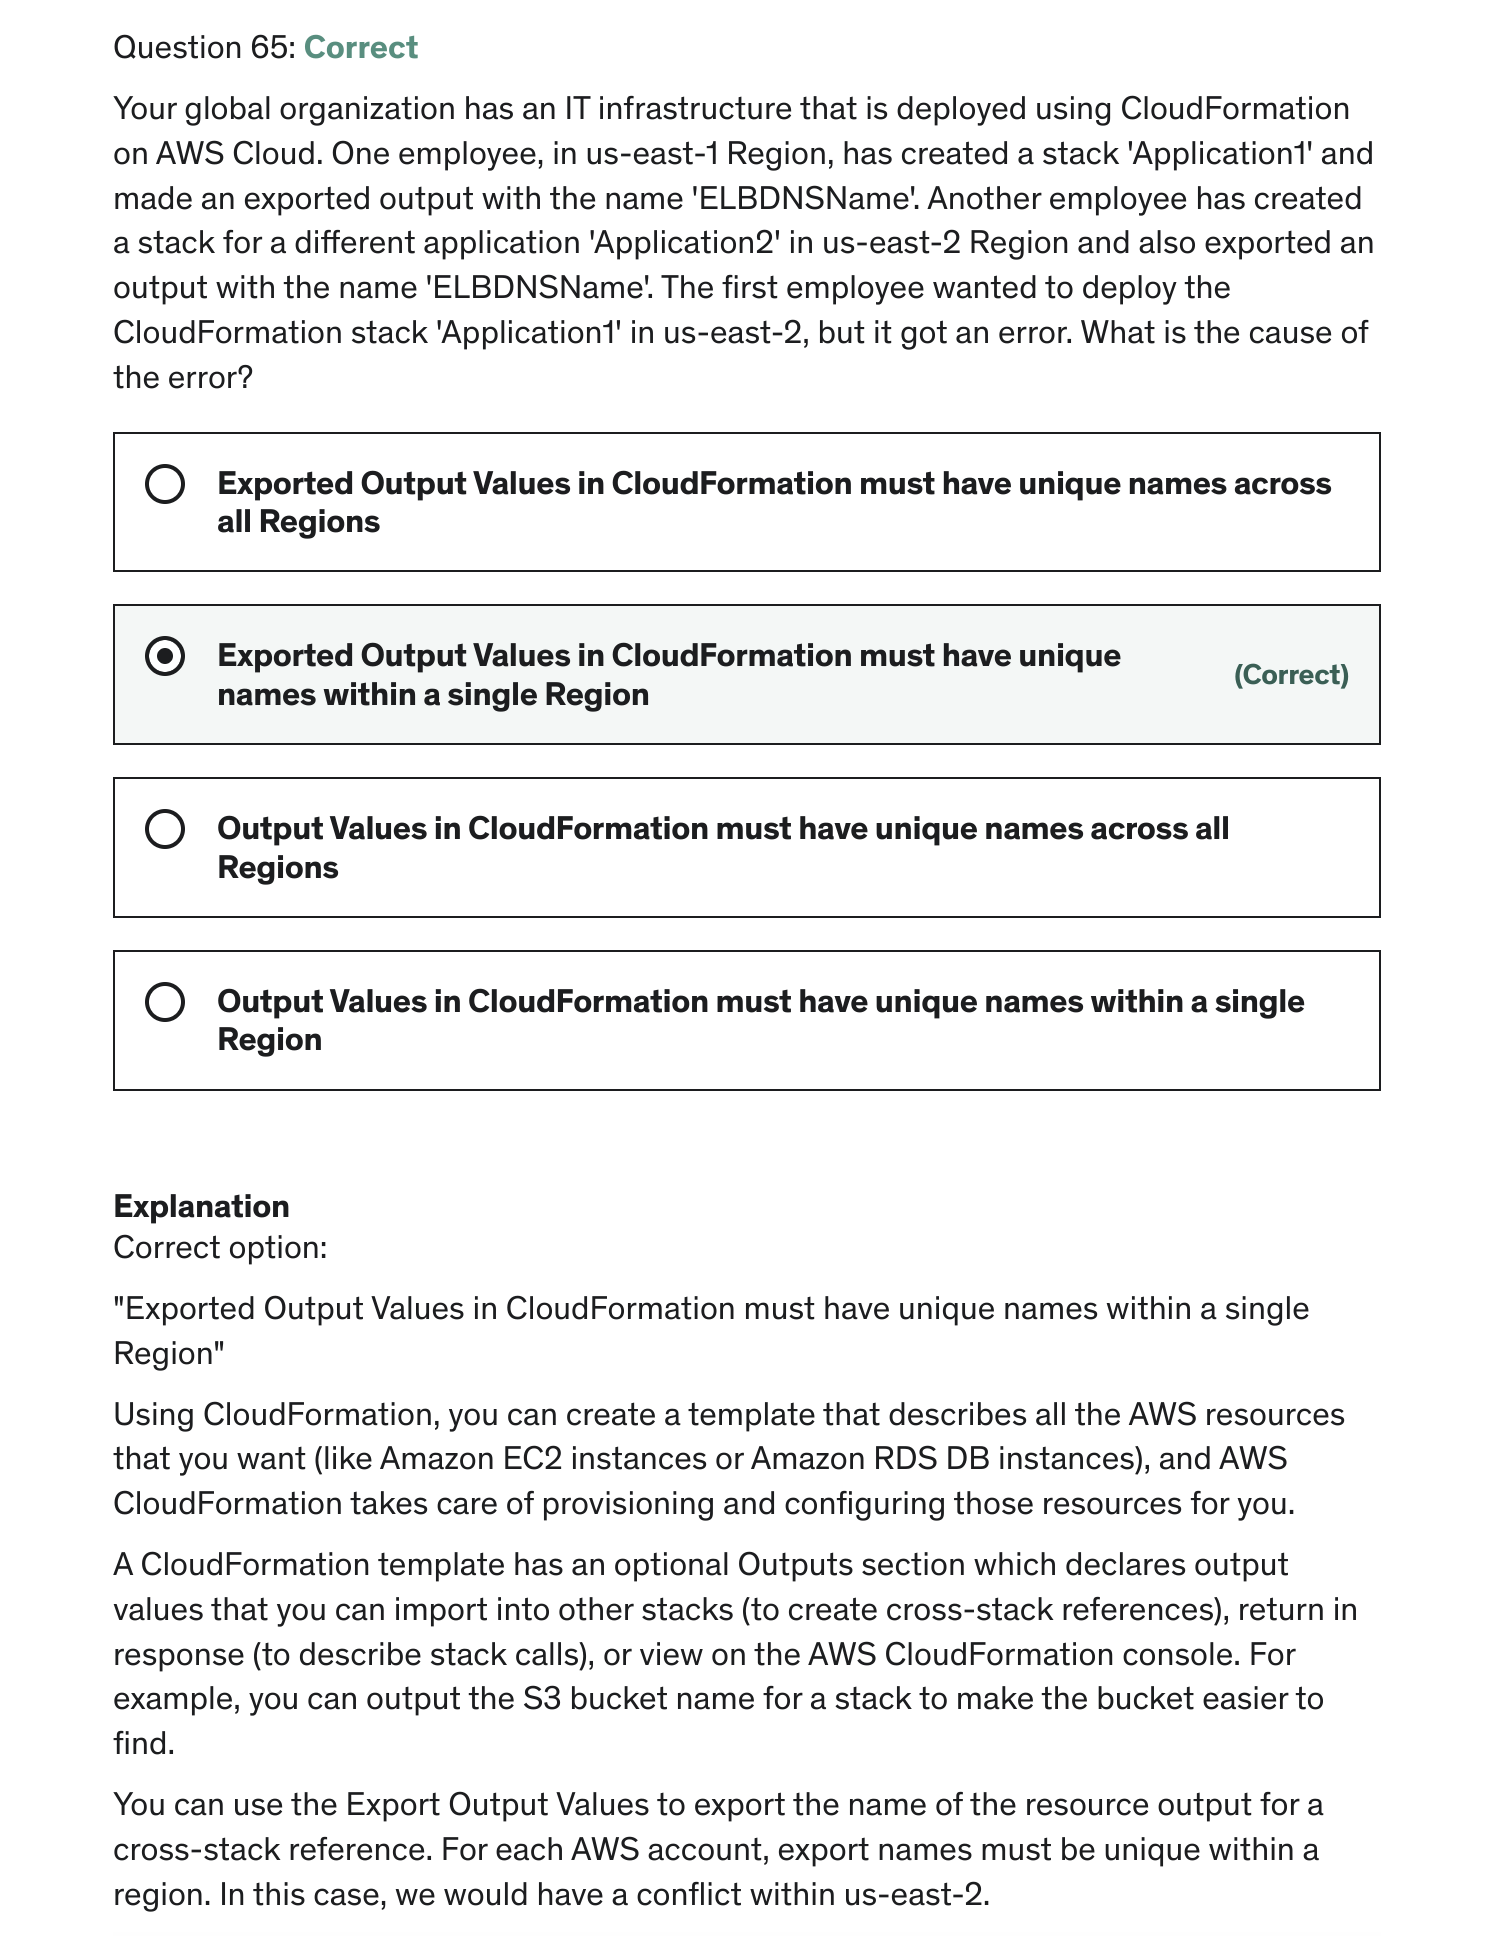 Question 65: Correct
Your global organization has an IT infrastructure that is deployed using CloudFormation
on AWS Cloud. One employee, in us-east-1 Region, has created a stack 'Application1' and
made an exported output with the name 'ELBDNSName'. Another employee has created
a stack for a different application 'Application2' in us-east-2 Region and also exported an
output with the name 'ELBDNSName'. The first employee wanted to deploy the
CloudFormation stack 'Application1' in us-east-2, but it got an error. What is the cause of
the error?
Exported Output Values in CloudFormation must have unique names across
all Regions
Exported Output Values in CloudFormation must have unique
names within a single Region
(Correct)
Output Values in CloudFormation must have unique names across all
Regions
Output Values in CloudFormation must have unique names within a single
Region
Explanation
Correct option:
"Exported Output Values in CloudFormation must have unique names within a single
Region"
Using CloudFormation, you can create a template that describes all the AWS resources
that you want (like Amazon EC2 instances or Amazon RDS DB instances), and AWS
CloudFormation takes care of provisioning and configuring those resources for you.
A CloudFormation template has an optional Outputs section which declares output
values that you can import into other stacks (to create cross-stack references), return in
response (to describe stack calls), or view on the AWS CloudFormation console. For
example, you can output the S3 bucket name for a stack to make the bucket easier to
find.
You can use the Export Output Values to export the name of the resource output for a
cross-stack reference. For each AWS account, export names must be unique within a
region. In this case, we would have a conflict within us-east-2.